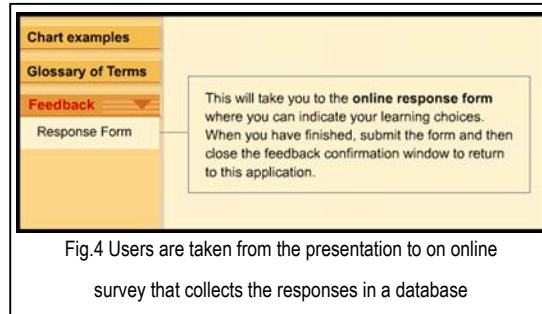 Chart examples
Glossary of Terms
Feedback
Response Form
This will take you to the online response form
where you can indicate your learning choices.
When you have finished, submit the form and then
close the feedback confirmation window to return
to this application.
Fig.4 Users are taken from the presentation to on online
survey that collects the responses in a database